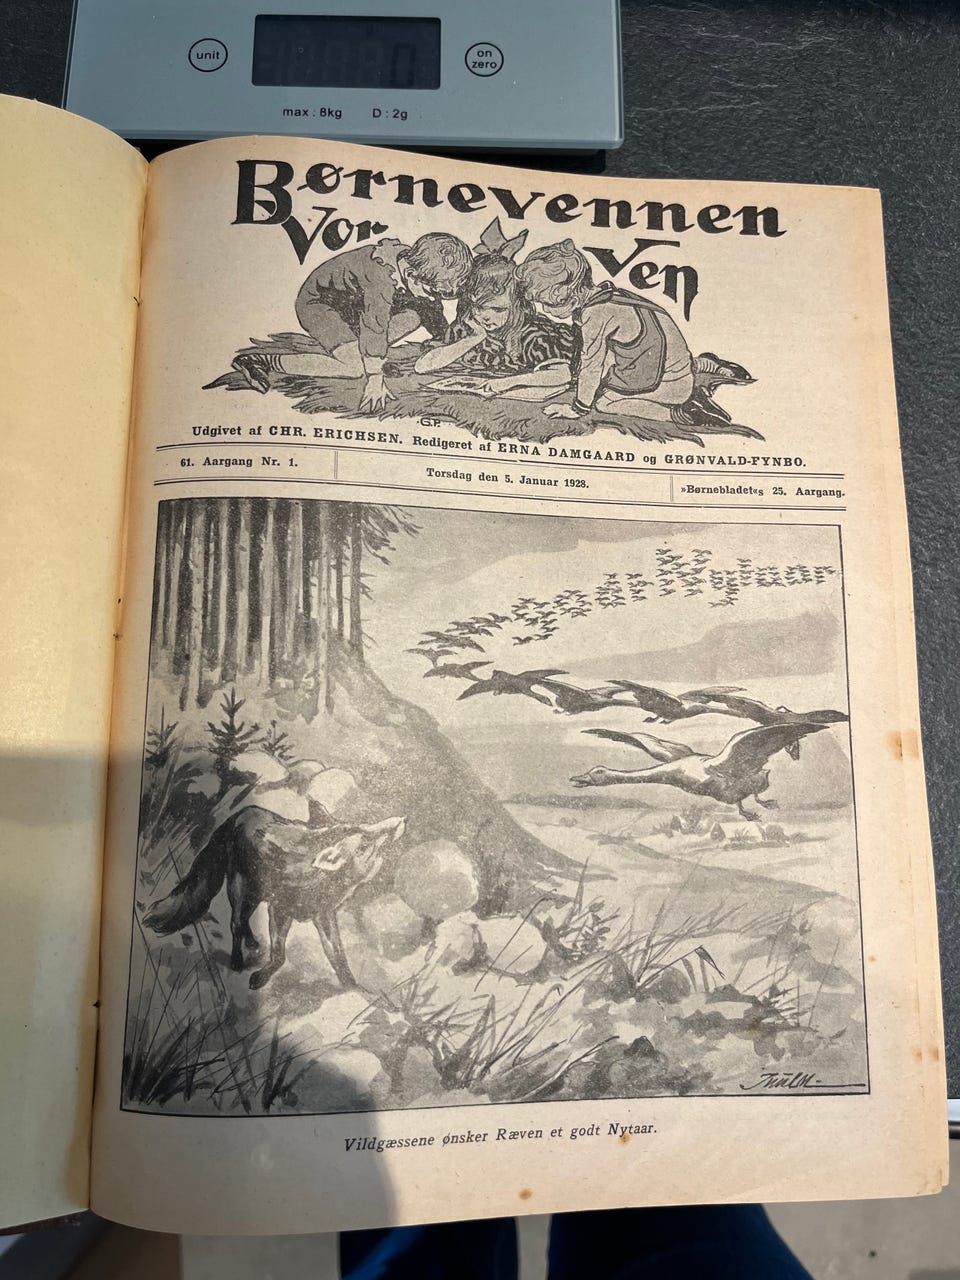 unit
on
zero
max : 8kg D : 2g
Børnevennen
Vor Ven
G.P.
Udgivet af CHR. ERICHSEN. Redigeret af ERNA DAMGAARD og GRØNVALD-FYNBO.
61. Aargang Nr. 1.
Torsdag den 5. Januar 1928.
»Børnebladet«s 25. Aargang.
Vildgæssene ønsker Ræven et godt Nytaar.